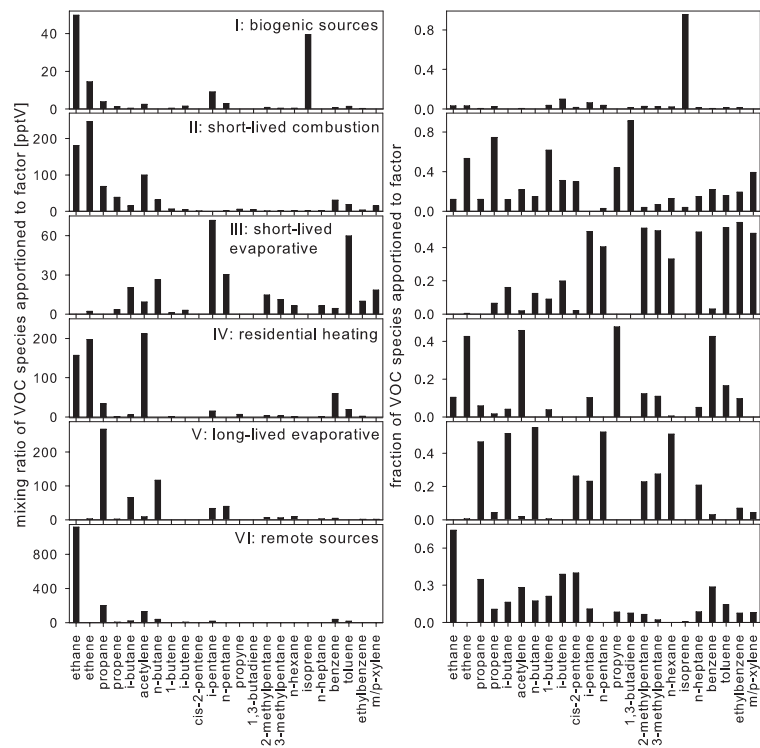 mixing ratio of VOC species apportioned to factor [pptV]
40
20
0
I: biogenic sources
200
100
0
II: short-lived combustion
60
30
0
III: short-lived
evaporative
200
100
0
IV: residential heating
200
100
0
V: long-lived evaporative
800
400
0
VI: remote sources
ethane
ethene
propane
propene
i-butane
acetylene
n-butane
1-butene
i-butene
cis-2-pentene
i-pentane
n-pentane
propyne
1,3-butadiene
2-methylpentane
3-methylpentane
n-hexane
isoprene
n-heptane
benzene
toluene
ethylbenzene
m/p-xylene
fraction of VOC species apportioned to factor
0.8
0.4
0.0
0.8
0.4
0.0
0.4
0.2
0.0
0.4
0.2
0.0
0.4
0.2
0.0
0.6
0.3
0.0
ethane
ethene
propane
propene
i-butane
acetylene
n-butane
1-butene
i-butene
cis-2-pentene
i-pentane
n-pentane
propyne
1,3-butadiene
2-methylpentane
3-methylpentane
n-hexane
isoprene
n-heptane
benzene
toluene
ethylbenzene
m/p-xylene